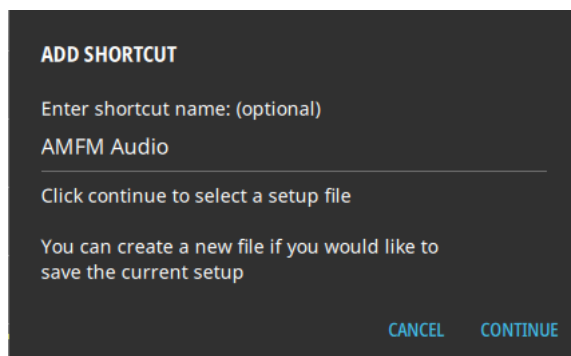 ADD SHORTCUT
Enter shortcut name: (optional)
AMFM Audio
Click continue to select a setup file
You can create a new file if you would like to
save the current setup
CANCEL CONTINUE